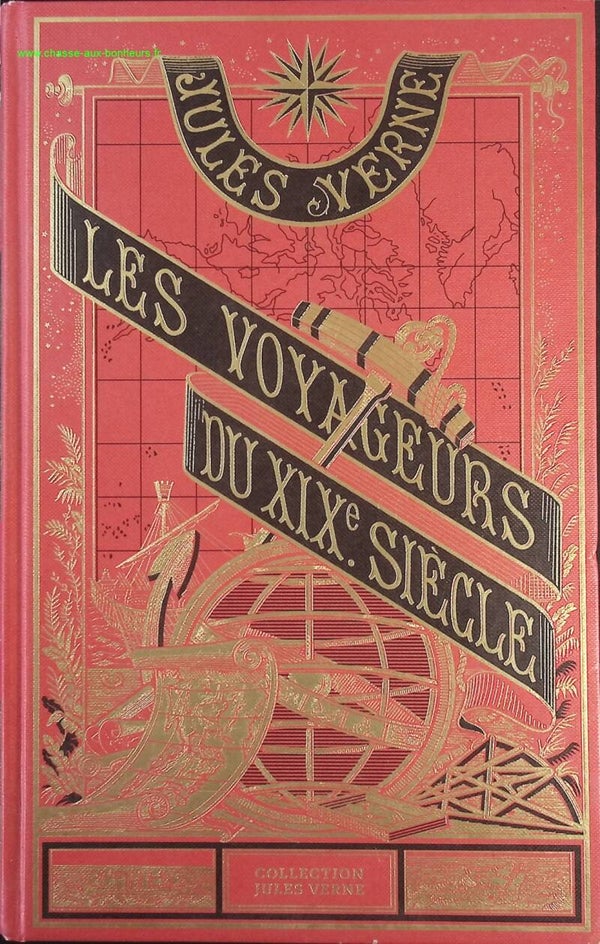 www.chasse-aux-bonheurs.fr
JULES VERNE
LES VOYAGEURS
DU XIXe. SIÈCLE
COLLECTION
JULES VERNE